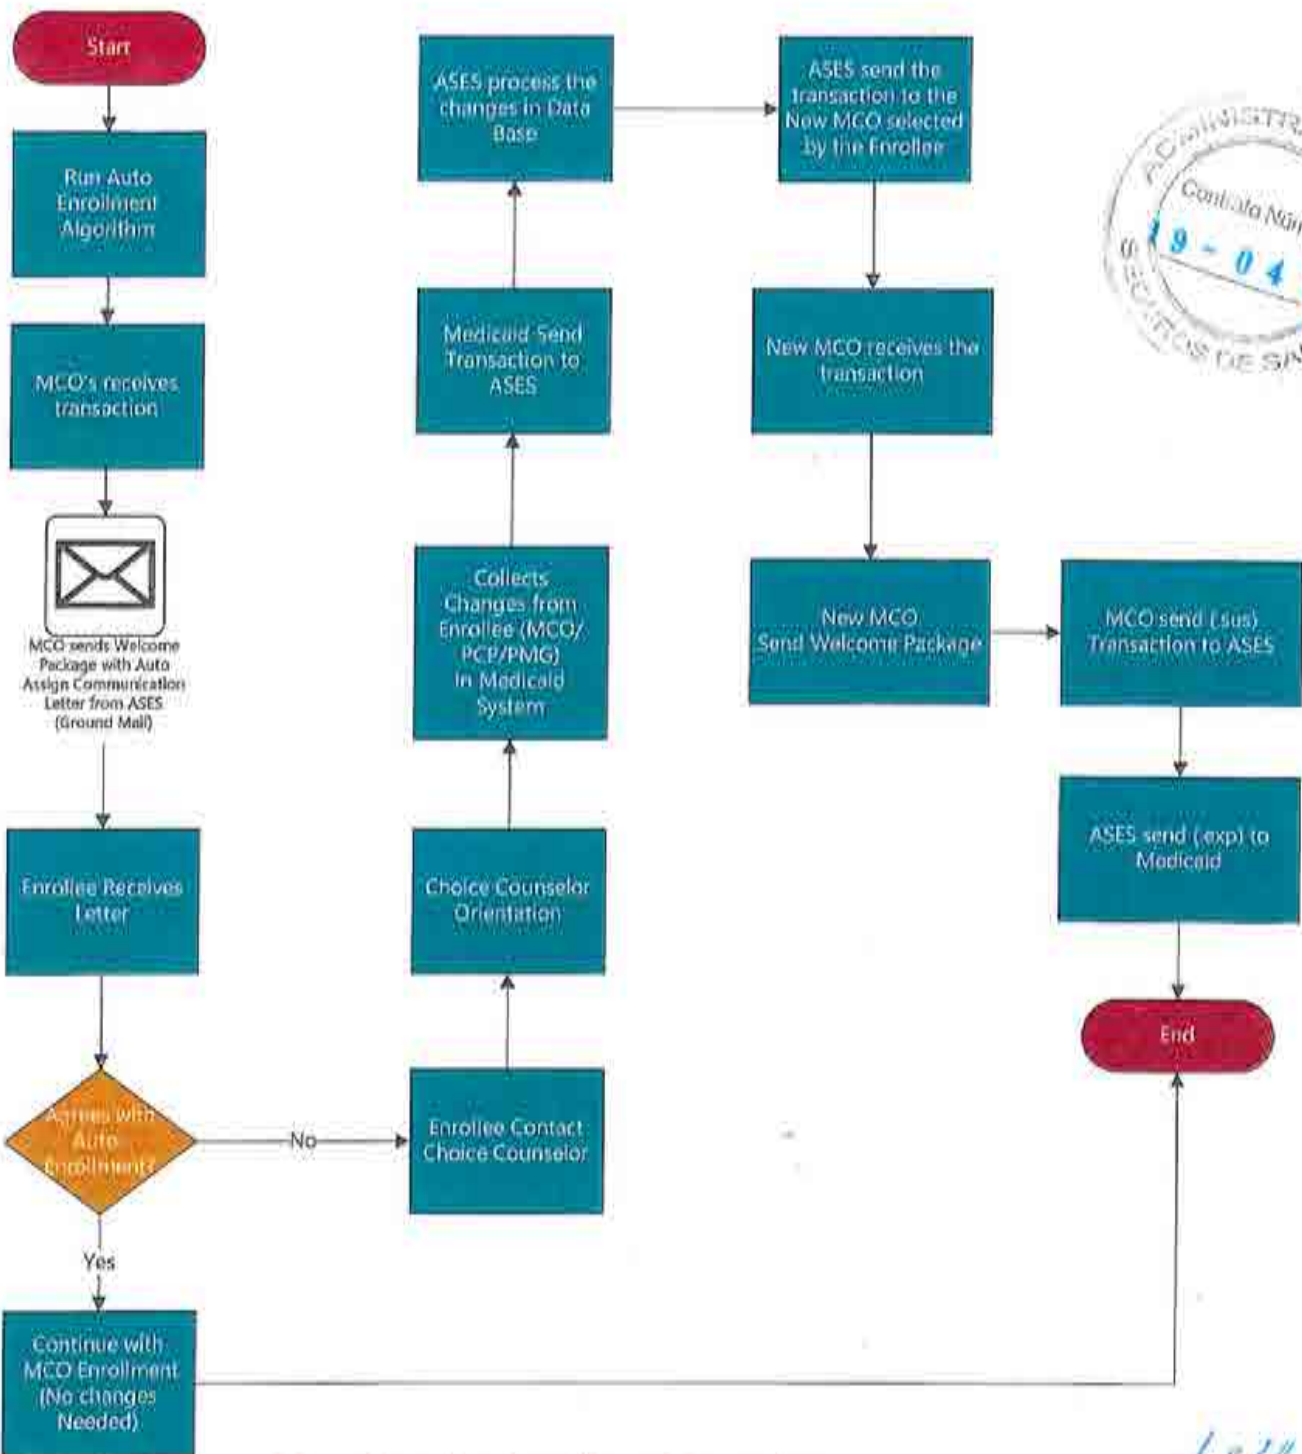 Start
Run Auto
Enrollment
Algorithm
MCO's receives
transaction
MCO sends Welcome
Package with Auto
Assign Communication
Letter from ASES
(Ground Mail)
Enrollee Receives
Letter
Agrees with
Auto
Enrollment?
No
Yes
Continue with
MCO Enrollment
(No changes
Needed)
Enrollee Contact
Choice Counselor
Choice Counselor
Orientation
Collects
Changes from
Enrollee (MCO/
PCP/PMG)
in Medicaid
System
Medicaid Send
Transaction to
ASES
ASES process the
changes in Data
Base
ASES send the
transaction to the
New MCO selected
by the Enrollee
New MCO receives the
transaction
New MCO
Send Welcome Package
MCO send (.sus)
Transaction to ASES
ASES send (.exp) to
Medicaid
End
ADMINISTRA
Contrato Núm
19-04
SEGUROS DE SA